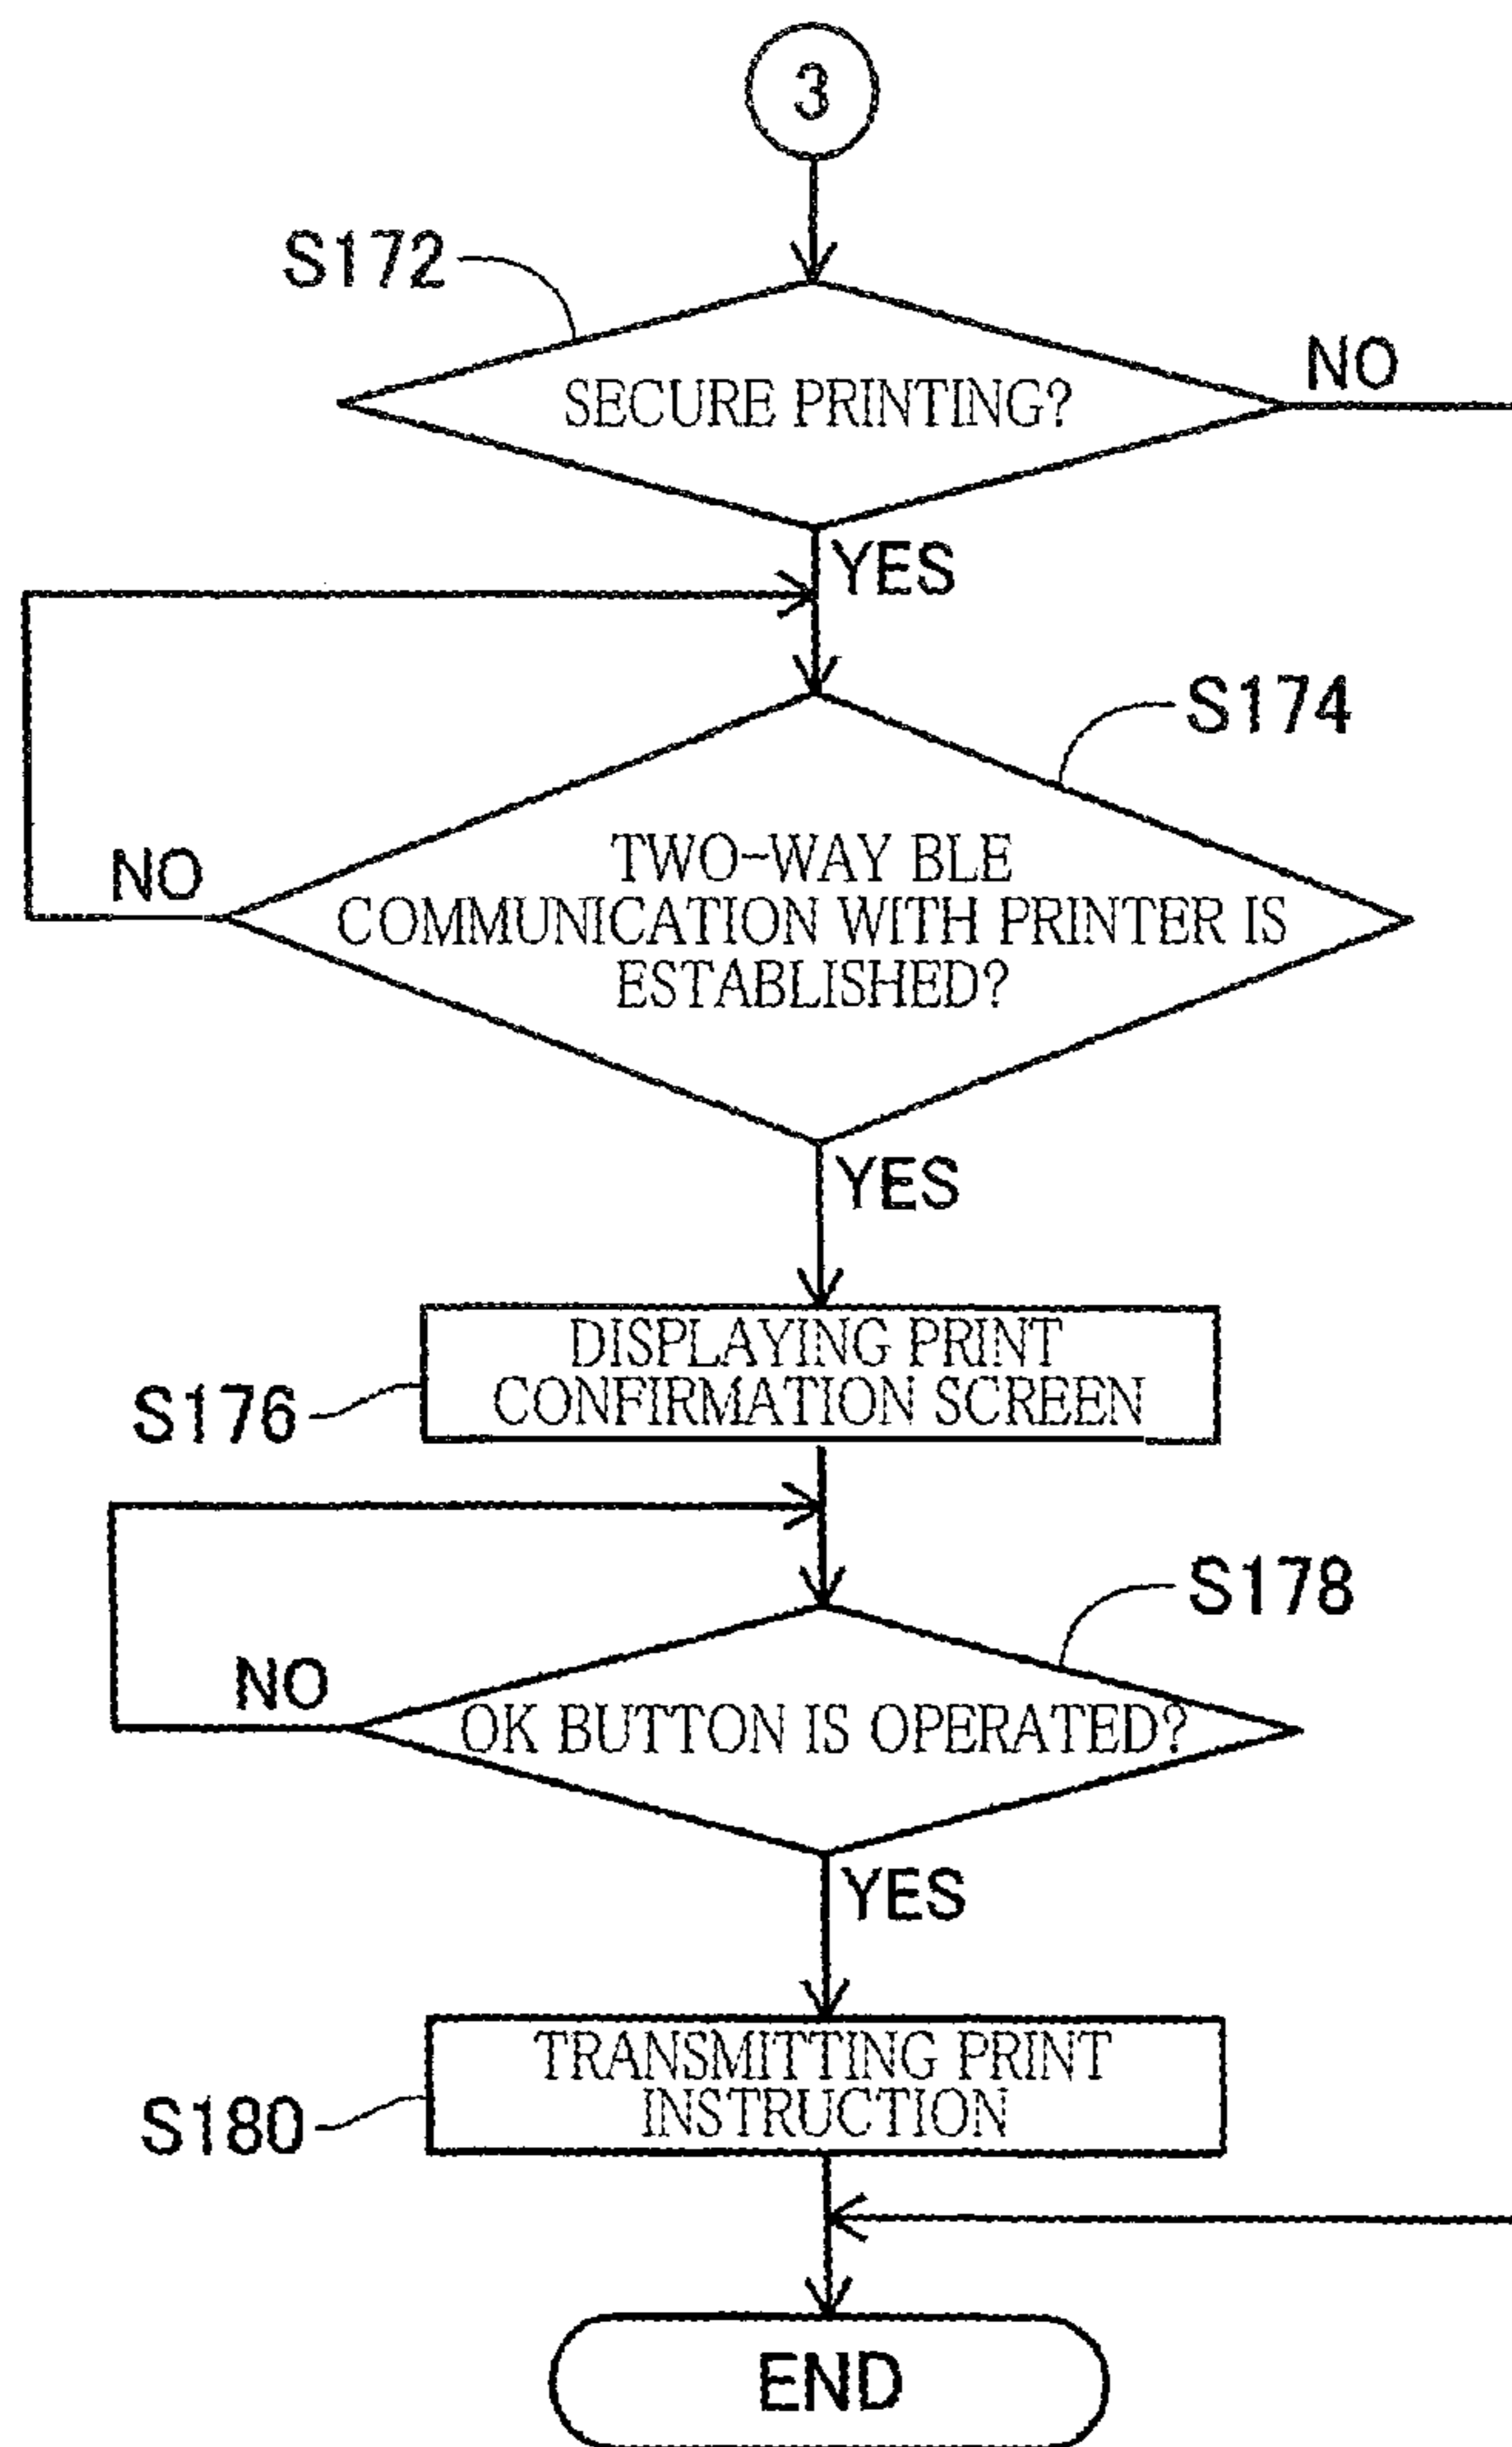 3
S172
SECURE PRINTING?
NO
YES
S174
TWO-WAY BLE
COMMUNICATION WITH PRINTER IS
ESTABLISHED?
NO
YES
DISPLAYING PRINT
CONFIRMATION SCREEN
S176
S178
NO
OK BUTTON IS OPERATED?
YES
TRANSMITTING PRINT
INSTRUCTION
S180
END